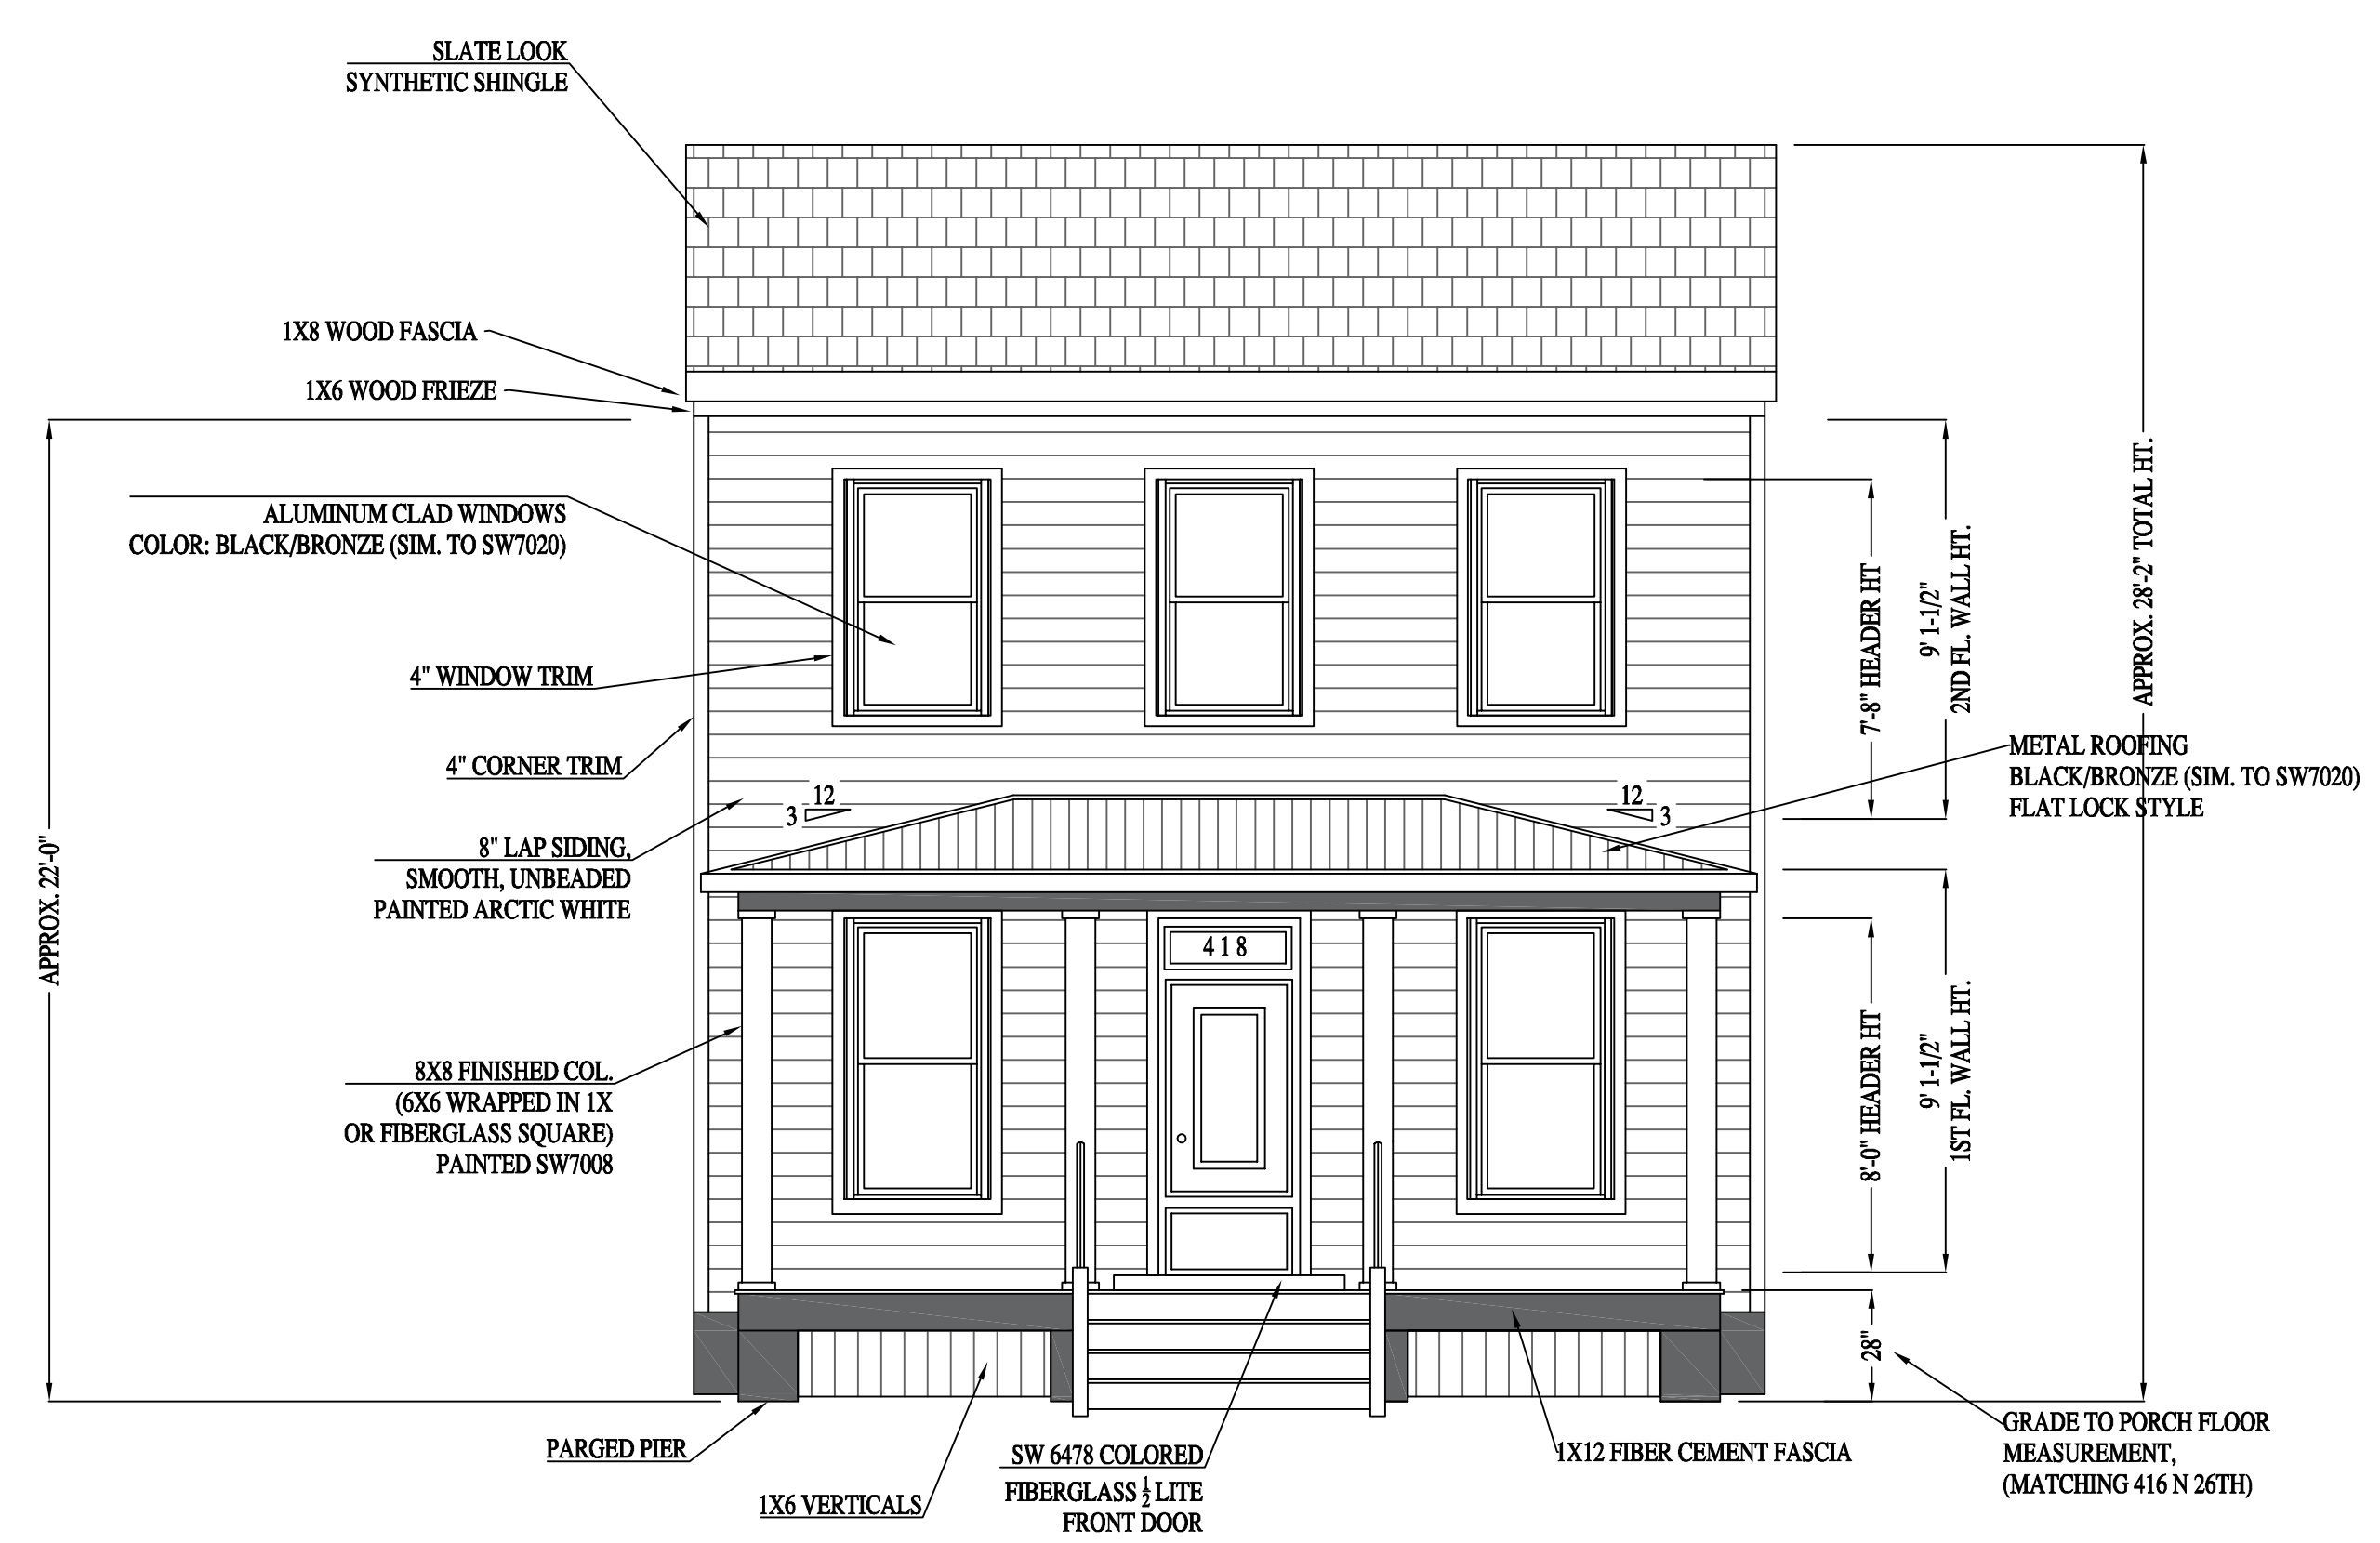 SLATE LOOK
SYNTHETIC SHINGLE
1X8 WOOD FASCIA
1X6 WOOD FRIEZE
ALUMINUM CLAD WINDOWS
COLOR: BLACK/BRONZE (SIM. TO SW7020)
4" WINDOW TRIM
4" CORNER TRIM
8" LAP SIDING,
SMOOTH, UNBEADED
PAINTED ARCTIC WHITE
APPROX. 22'-0"
8X8 FINISHED COL.
(6X6 WRAPPED IN 1X
OR FIBERGLASS SQUARE)
PAINTED SW7008
12
3
12
3
418
7'-8" HEADER HT
9' 1-1/2"
2ND FL. WALL HT.
APPROX. 28'-2" TOTAL HT.
METAL ROOFING
BLACK/BRONZE (SIM. TO SW7020)
FLAT LOCK STYLE
8'-0" HEADER HT
9' 1-1/2"
1ST FL. WALL HT.
28"
GRADE TO PORCH FLOOR
MEASUREMENT,
(MATCHING 416 N 26TH)
PARGED PIER
1X6 VERTICALS
SW 6478 COLORED
FIBERGLASS ½ LITE
FRONT DOOR
1X12 FIBER CEMENT FASCIA